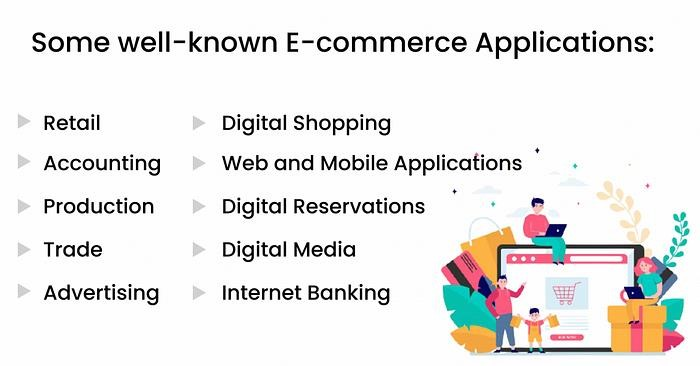 Some well-known E-commerce Applications:
Retail
Accounting
Production
Trade
Advertising
Digital Shopping
Web and Mobile Applications
Digital Reservations
Digital Media
Internet Banking